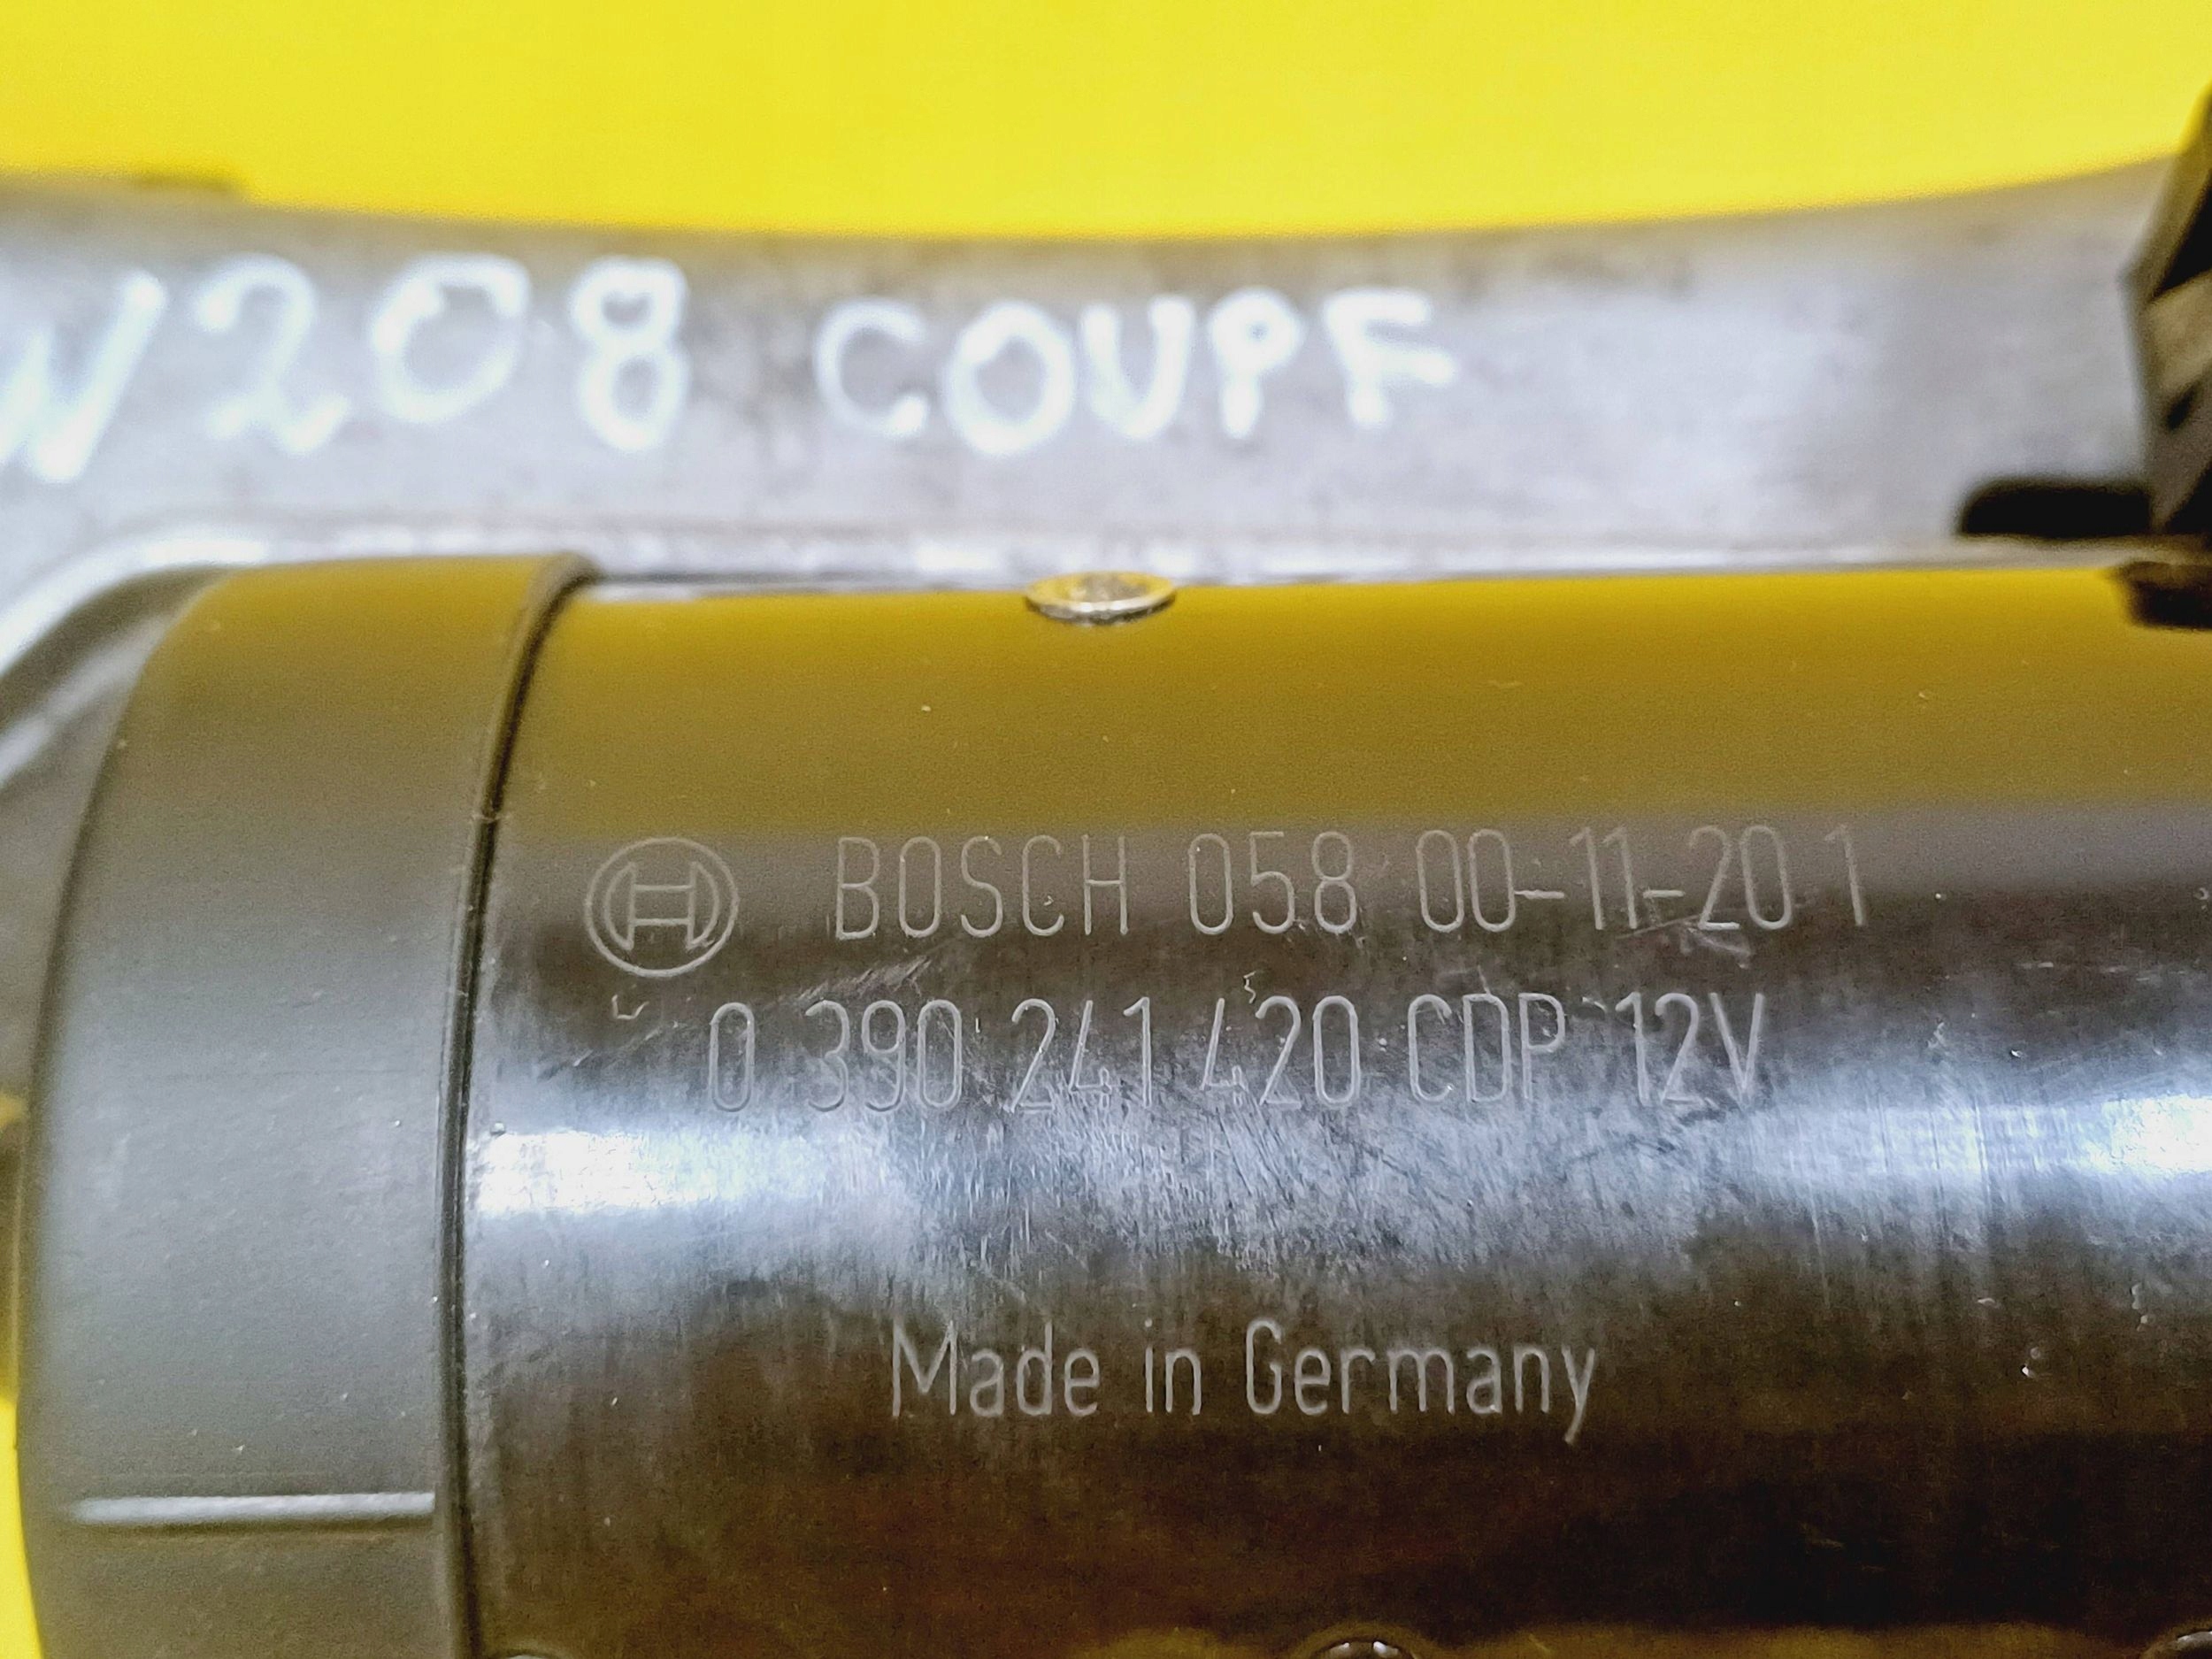 W208 COUPE
BOSCH 058 00-11-20 1
0 390 241 420 CDP 12V
Made in Germany